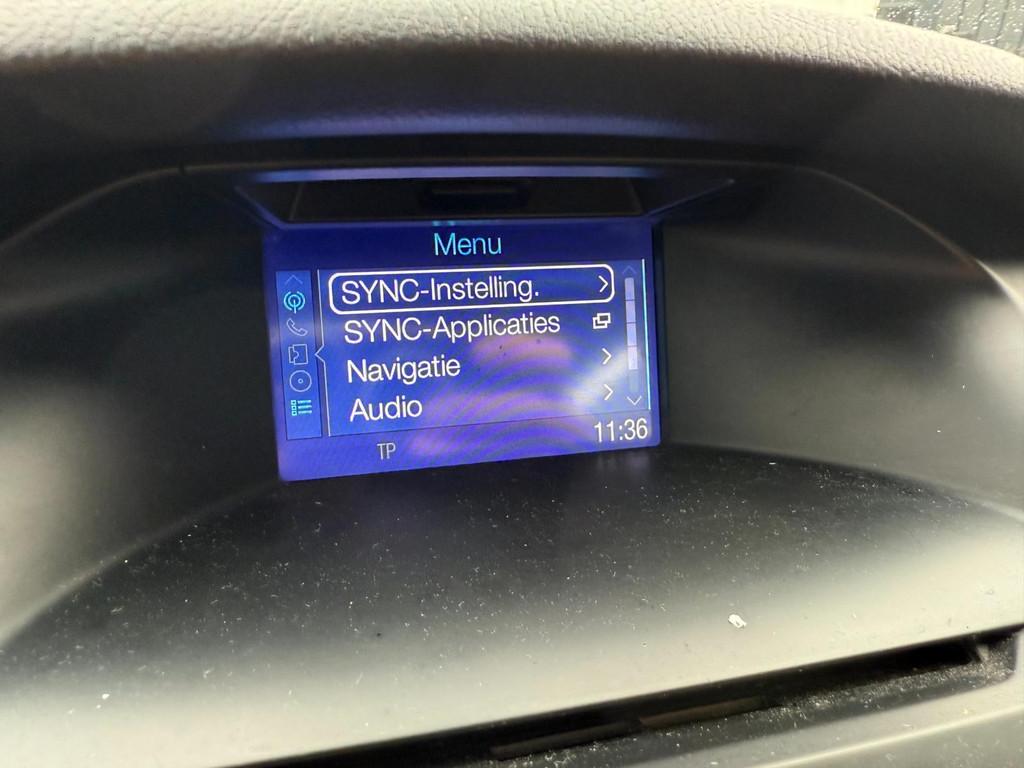 Menu
SYNC-Instelling.
SYNC-Applicaties
Navigatie
Audio
TP
11:36